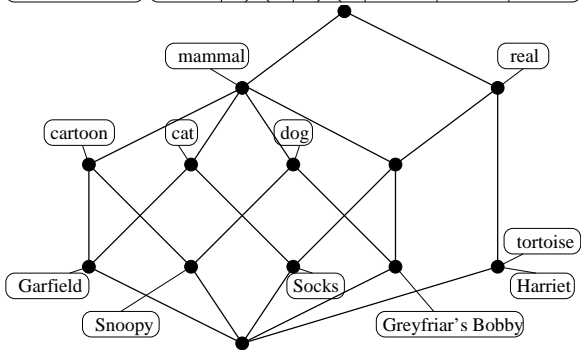 mammal
real
cartoon
cat
dog
tortoise
Garfield
Socks
Harriet
Snoopy
Greyfriar's Bobby